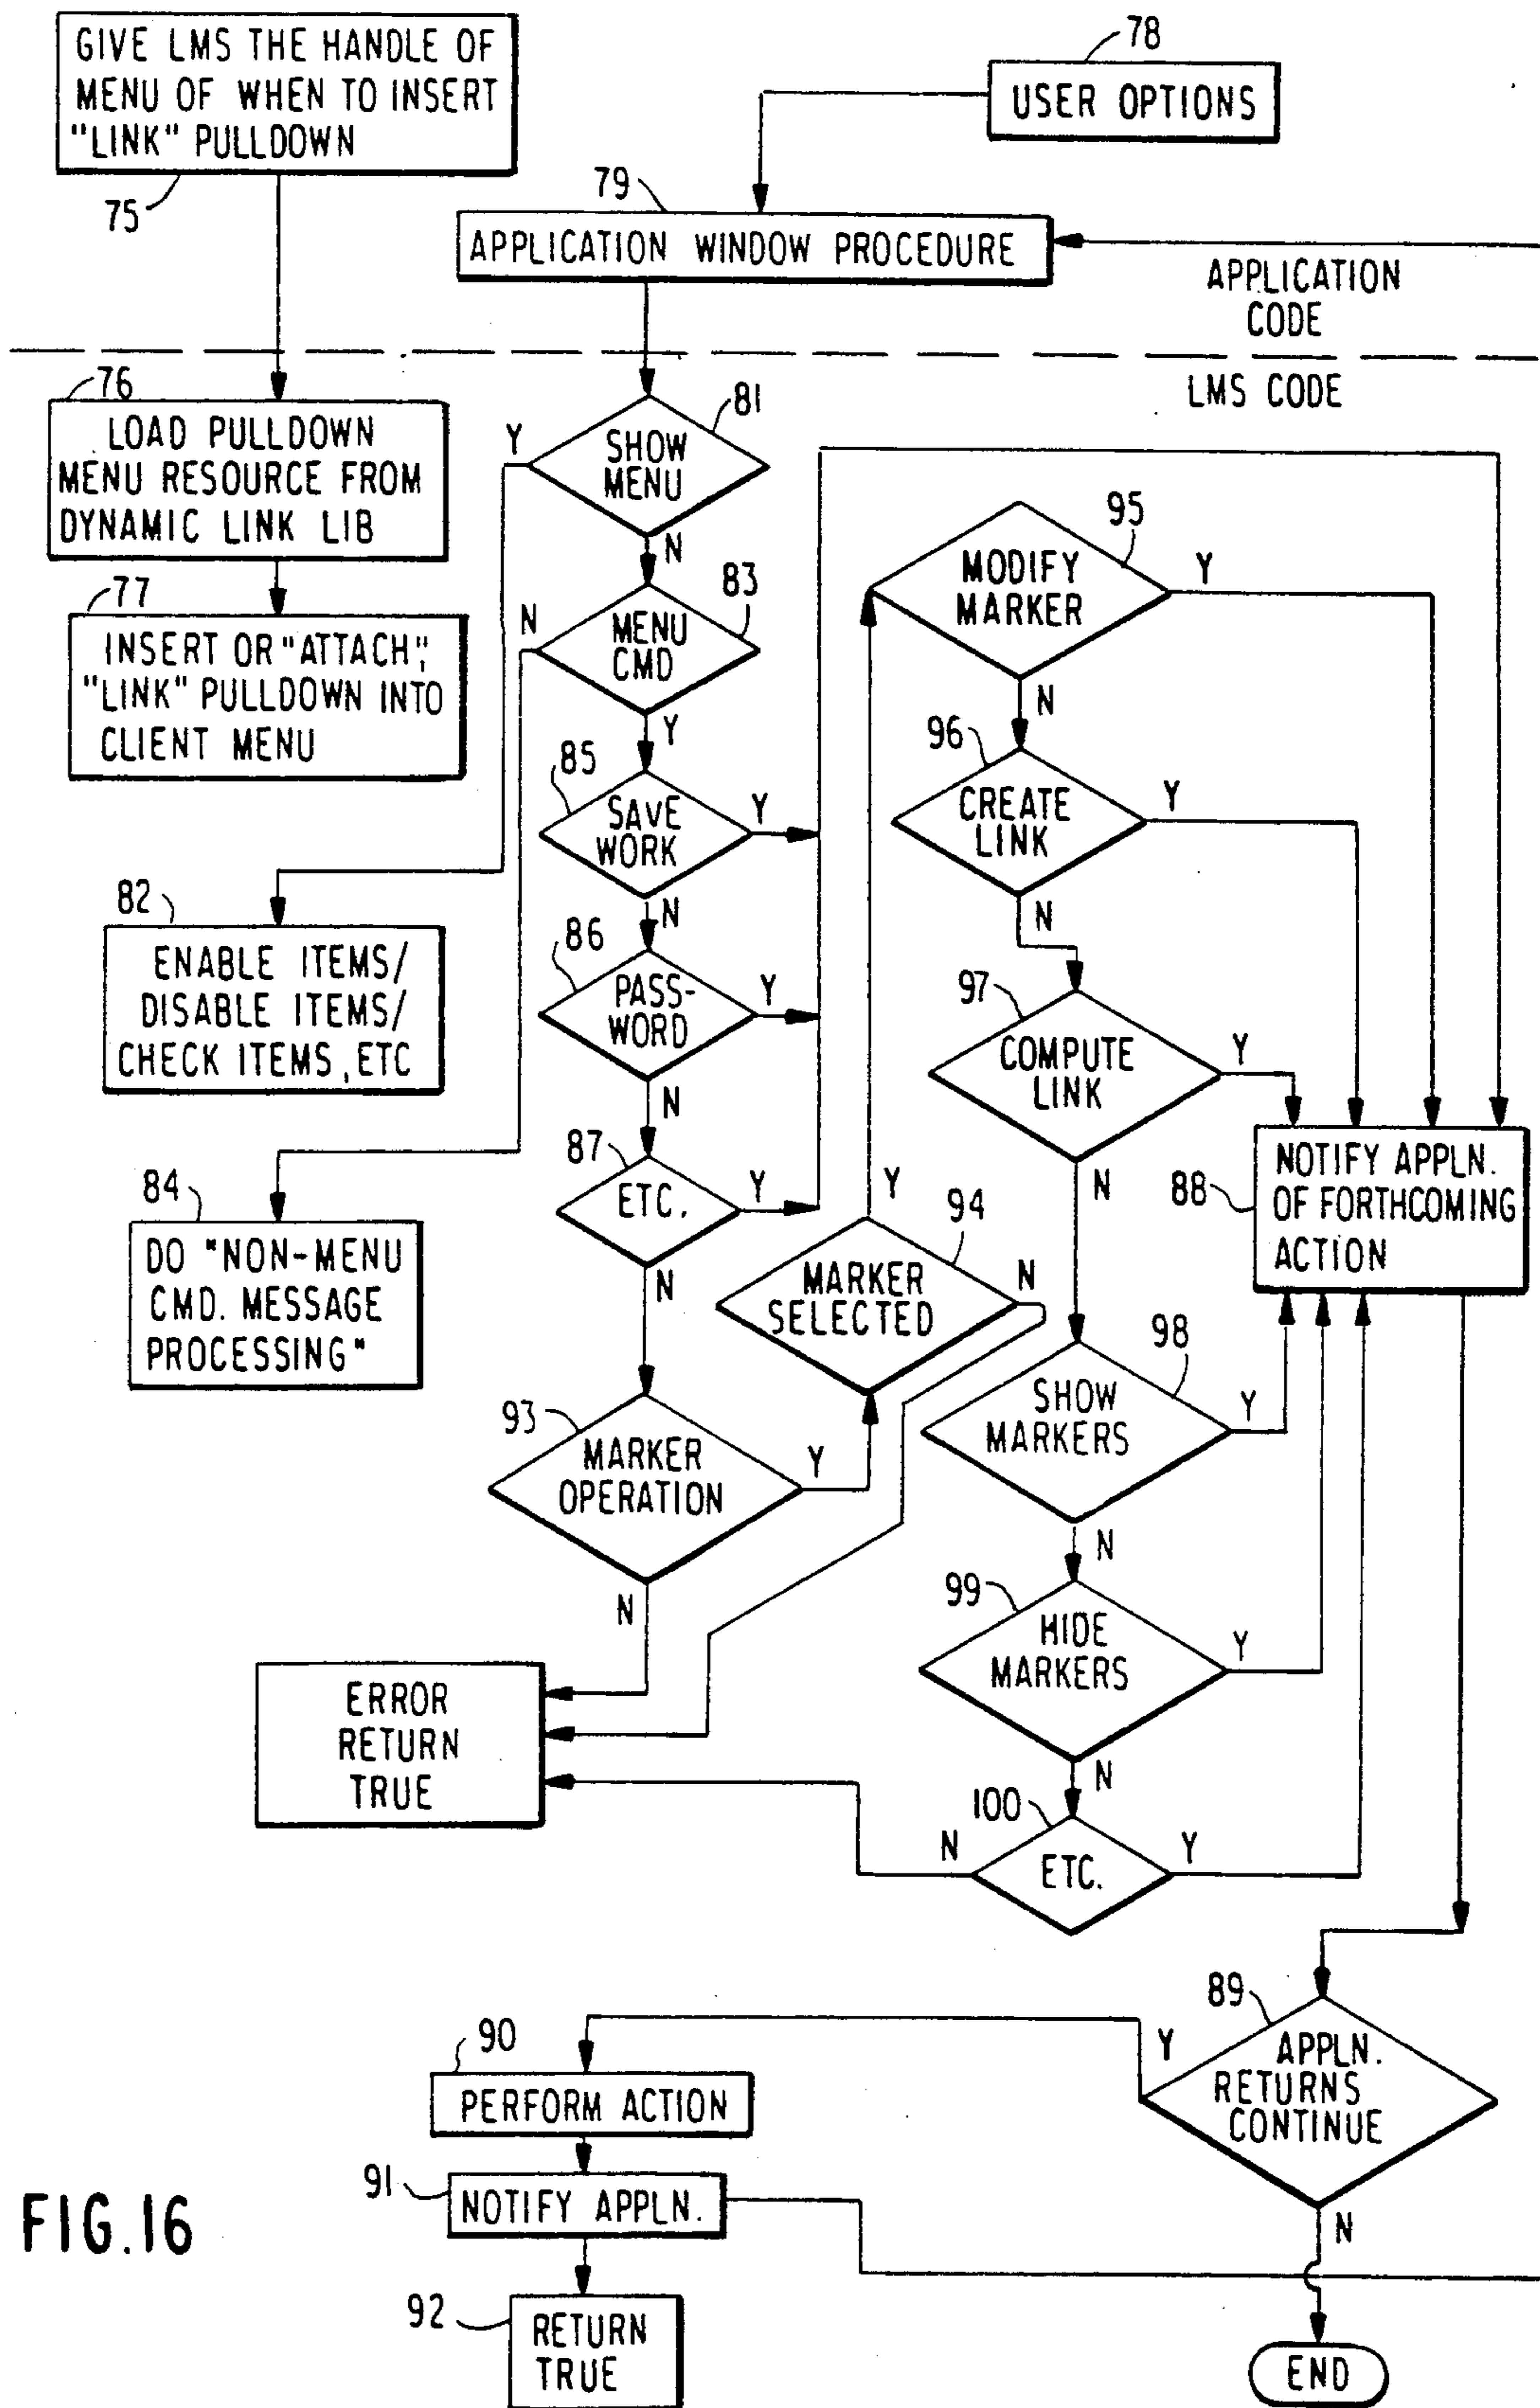 GIVE LMS THE HANDLE OF
MENU OF WHEN TO INSERT
"LINK" PULLDOWN
75
78
USER OPTIONS
79
APPLICATION WINDOW PROCEDURE
APPLICATION
CODE
LMS CODE
76
LOAD PULLDOWN
MENU RESOURCE FROM
DYNAMIC LINK LIB
77
INSERT OR "ATTACH",
"LINK" PULLDOWN INTO
CLIENT MENU
81
SHOW
MENU
Y
N
83
MENU
CMD
N
Y
85
SAVE
WORK
Y
N
82
ENABLE ITEMS/
DISABLE ITEMS/
CHECK ITEMS, ETC
86
PASS-
WORD
Y
N
87
ETC.
Y
N
84
DO "NON-MENU
CMD. MESSAGE
PROCESSING"
93
MARKER
OPERATION
Y
N
94
MARKER
SELECTED
Y
N
95
MODIFY
MARKER
Y
N
96
CREATE
LINK
Y
N
97
COMPUTE
LINK
Y
N
88
NOTIFY APPLN.
OF FORTHCOMING
ACTION
98
SHOW
MARKERS
Y
N
99
HIDE
MARKERS
Y
N
100
ETC.
N
Y
ERROR
RETURN
TRUE
89
APPLN.
RETURNS
CONTINUE
Y
N
90
PERFORM ACTION
91
NOTIFY APPLN.
92
RETURN
TRUE
END
FIG.16